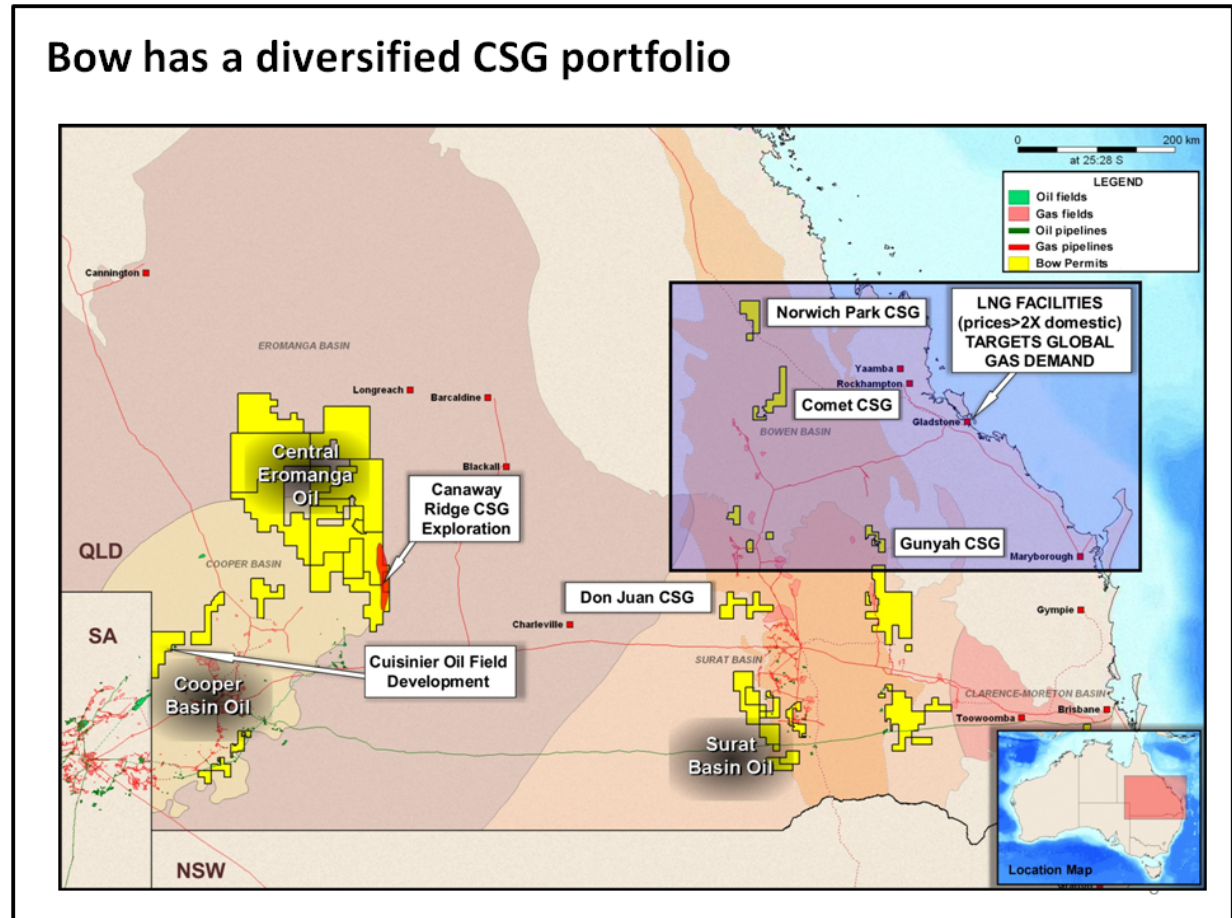 Bow has a diversified CSG portfolio
0 200 km
at 25:28 S
LEGEND
Oil fields
Gas fields
Oil pipelines
Gas pipelines
Bow Permits
Cannington
EROMANGA BASIN
Longreach
Barcaldine
Blackall
Central
Eromanga
Oil
Canaway
Ridge CSG
Exploration
Norwich Park CSG
LNG FACILITIES
(prices>2X domestic)
TARGETS GLOBAL
GAS DEMAND
Yaamba
Rockhampton
Comet CSG
Gladstone
BOWEN BASIN
Gunyah CSG
Maryborough
QLD
COOPER BASIN
Don Juan CSG
Charleville
Gympie
SA
Cuisinier Oil Field
Development
Cooper
Basin Oil
SURAT BASIN
CLARENCE-MORETON BASIN
Brisbane
Toowoomba
Surat
Basin Oil
NSW
Location Map